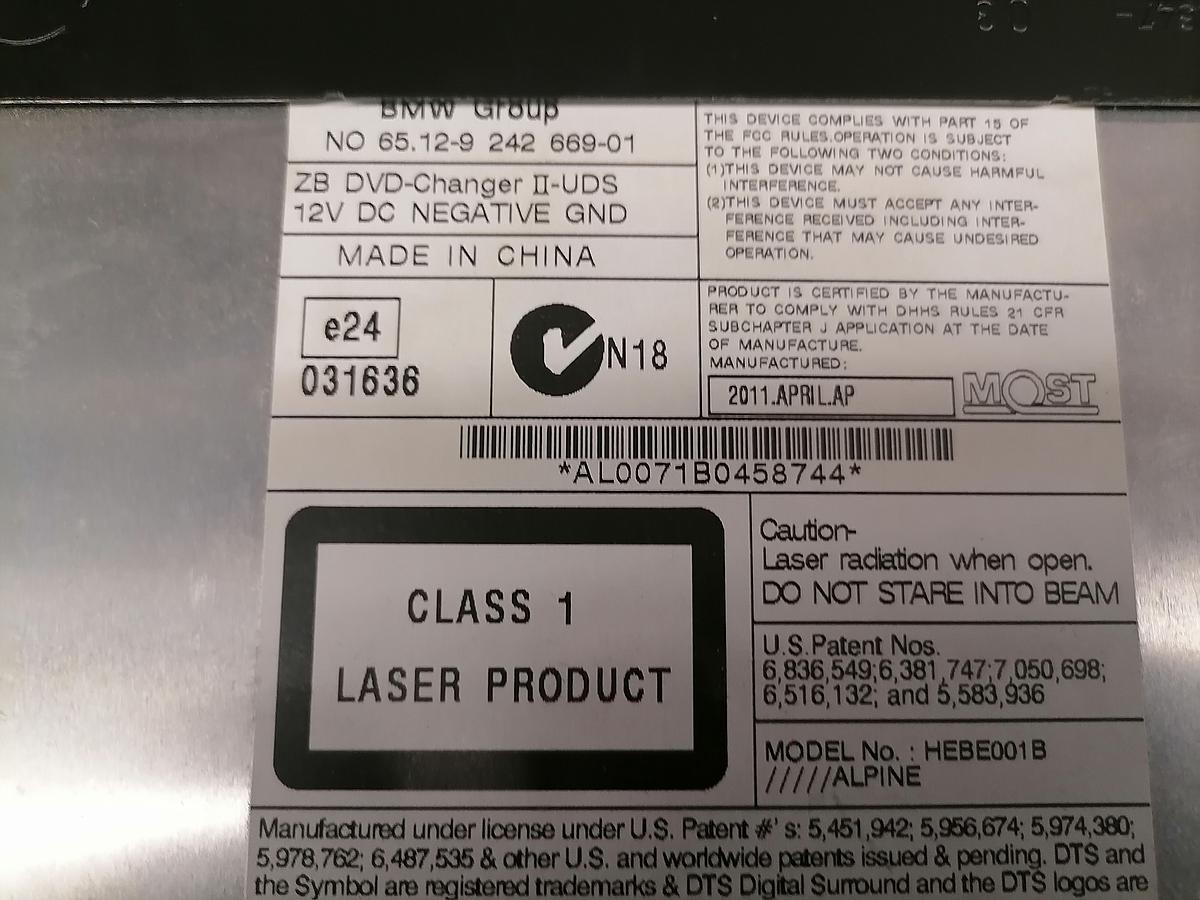 BMW Group
NO 65.12-9 242 669-01
ZB DVD-Changer II-UDS
12V DC NEGATIVE GND
MADE IN CHINA
THIS DEVICE COMPLIES WITH PART 15 OF
THE FCC RULES.OPERATION IS SUBJECT
TO THE FOLLOWING TWO CONDITIONS:
(1)THIS DEVICE MAY NOT CAUSE HARMFUL
INTERFERENCE.
(2)THIS DEVICE MUST ACCEPT ANY INTER-
FERENCE RECEIVED INCLUDING INTER-
FERENCE THAT MAY CAUSE UNDESIRED
OPERATION.
e24
031636
N18
PRODUCT IS CERTIFIED BY THE MANUFACTU-
RER TO COMPLY WITH DHHS RULES 21 CFR
SUBCHAPTER J APPLICATION AT THE DATE
OF MANUFACTURE.
MANUFACTURED:
2011.APRIL.AP
MOST
*AL0071B0458744*
CLASS 1
LASER PRODUCT
Caution-
Laser radiation when open.
DO NOT STARE INTO BEAM
U.S.Patent Nos.
6,836,549;6,381,747;7,050,698;
6,516,132; and 5,583,936
MODEL No. : HEBE001B
/////ALPINE
Manufactured under license under U.S. Patent #' s: 5,451,942; 5,956,674; 5,974,380;
5,978,762; 6,487,535 & other U.S. and worldwide patents issued & pending. DTS and
the Symbol are registered trademarks & DTS Digital Surround and the DTS logos are